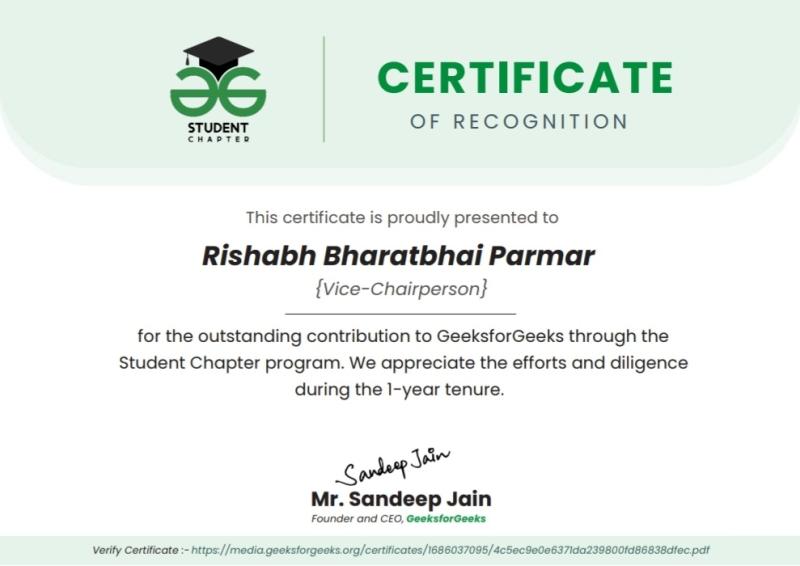 STUDENT
CHAPTER
CERTIFICATE
OF RECOGNITION
This certificate is proudly presented to
Rishabh Bharatbhai Parmar
{Vice-Chairperson}
for the outstanding contribution to GeeksforGeeks through the
Student Chapter program. We appreciate the efforts and diligence
during the 1-year tenure.
Sandeep Jain
Mr. Sandeep Jain
Founder and CEO, GeeksforGeeks
Verify Certificate :- https://media.geeksforgeeks.org/certificates/1686037095/4c5ec9e0e6371da239800fd86838dfec.pdf